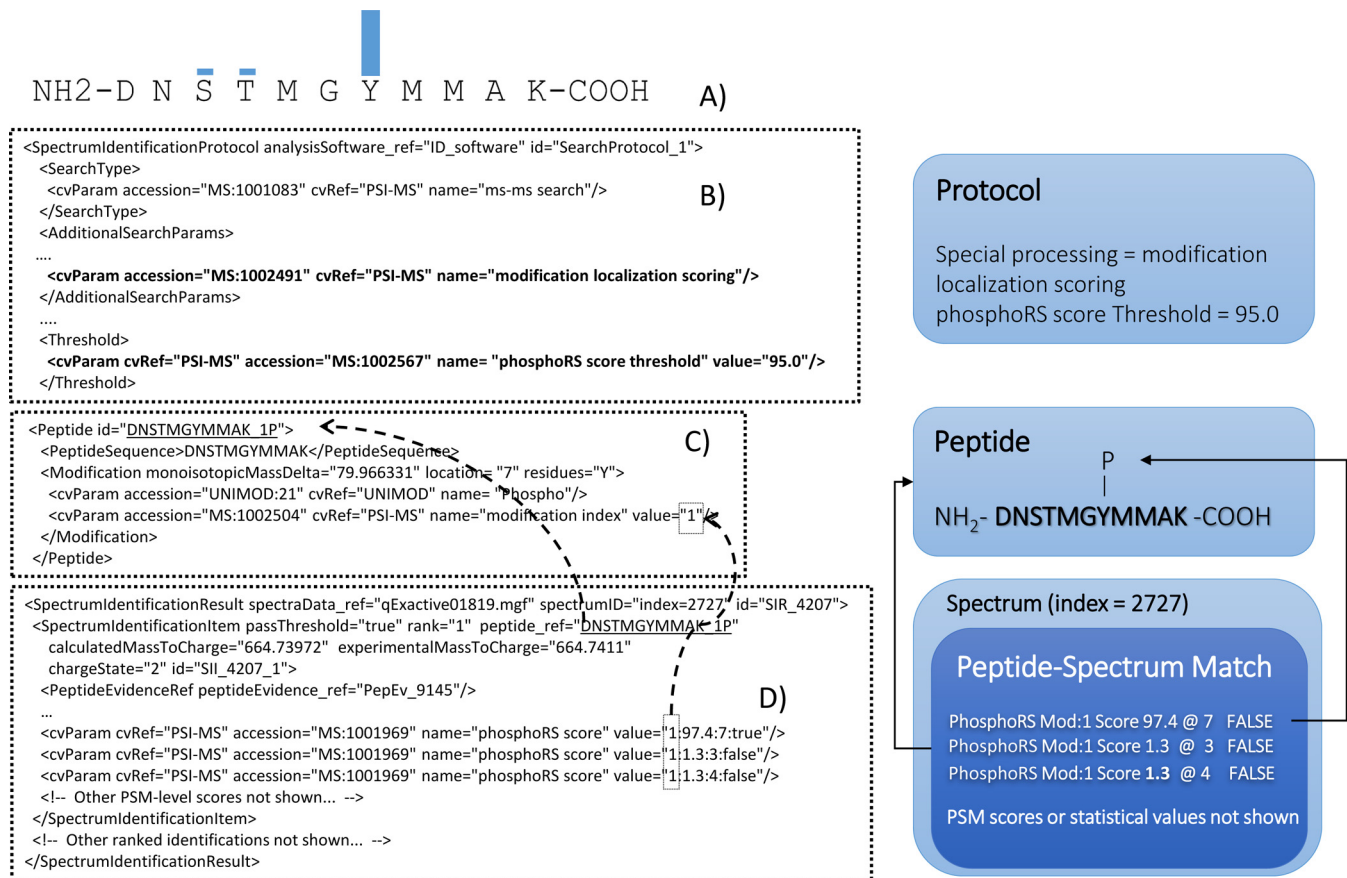 NH2-D N S T M G Y M M A K-COOH
A)
<SpectrumIdentificationProtocol analysisSoftware_ref="ID_software" id="SearchProtocol_1">
<SearchType>
<cvParam accession="MS:1001083" cvRef="PSI-MS" name="ms-ms search"/>
</SearchType>
<AdditionalSearchParams>
....
<cvParam accession="MS:1002491" cvRef="PSI-MS" name="modification localization scoring"/>
</AdditionalSearchParams>
....
<Threshold>
<cvParam cvRef="PSI-MS" accession="MS:1002567" name= "phosphoRS score threshold" value="95.0"/>
</Threshold>
B)
Protocol
Special processing = modification
localization scoring
phosphoRS score Threshold = 95.0
<Peptide id="DNSTMGYMMAK_1P">
<PeptideSequence>DNSTMGYMMAK</PeptideSequence>
<Modification monoisotopicMassDelta="79.966331" location= "7" residues="Y">
<cvParam accession="UNIMOD:21" cvRef="UNIMOD" name= "Phospho"/>
<cvParam accession="MS:1002504" cvRef="PSI-MS" name="modification index" value="1"/>
</Modification>
</Peptide>
C)
Peptide
P
NH2- DNSTMGYMMAK -COOH
<SpectrumIdentificationResult spectraData_ref="qExactive01819.mgf" spectrumID="index=2727" id="SIR_4207">
<SpectrumIdentificationItem passThreshold="true" rank="1" peptide_ref="DNSTMGYMMAK_1P"
calculatedMassToCharge="664.73972" experimentalMassToCharge="664.7411"
chargeState="2" id="SII_4207_1">
<PeptideEvidenceRef peptideEvidence_ref="PepEv_9145"/>
...
<cvParam cvRef="PSI-MS" accession="MS:1001969" name="phosphoRS score" value="1:97.4:7:true"/>
<cvParam cvRef="PSI-MS" accession="MS:1001969" name="phosphoRS score" value="1:1.3:3:false"/>
<cvParam cvRef="PSI-MS" accession="MS:1001969" name="phosphoRS score" value="1:1.3:4:false"/>
<!-- Other PSM-level scores not shown... -->
</SpectrumIdentificationItem>
<!-- Other ranked identifications not shown... -->
</SpectrumIdentificationResult>
D)
Spectrum (index = 2727)
Peptide-Spectrum Match
PhosphoRS Mod:1 Score 97.4 @ 7 FALSE
PhosphoRS Mod:1 Score 1.3 @ 3 FALSE
PhosphoRS Mod:1 Score 1.3 @ 4 FALSE
PSM scores or statistical values not shown